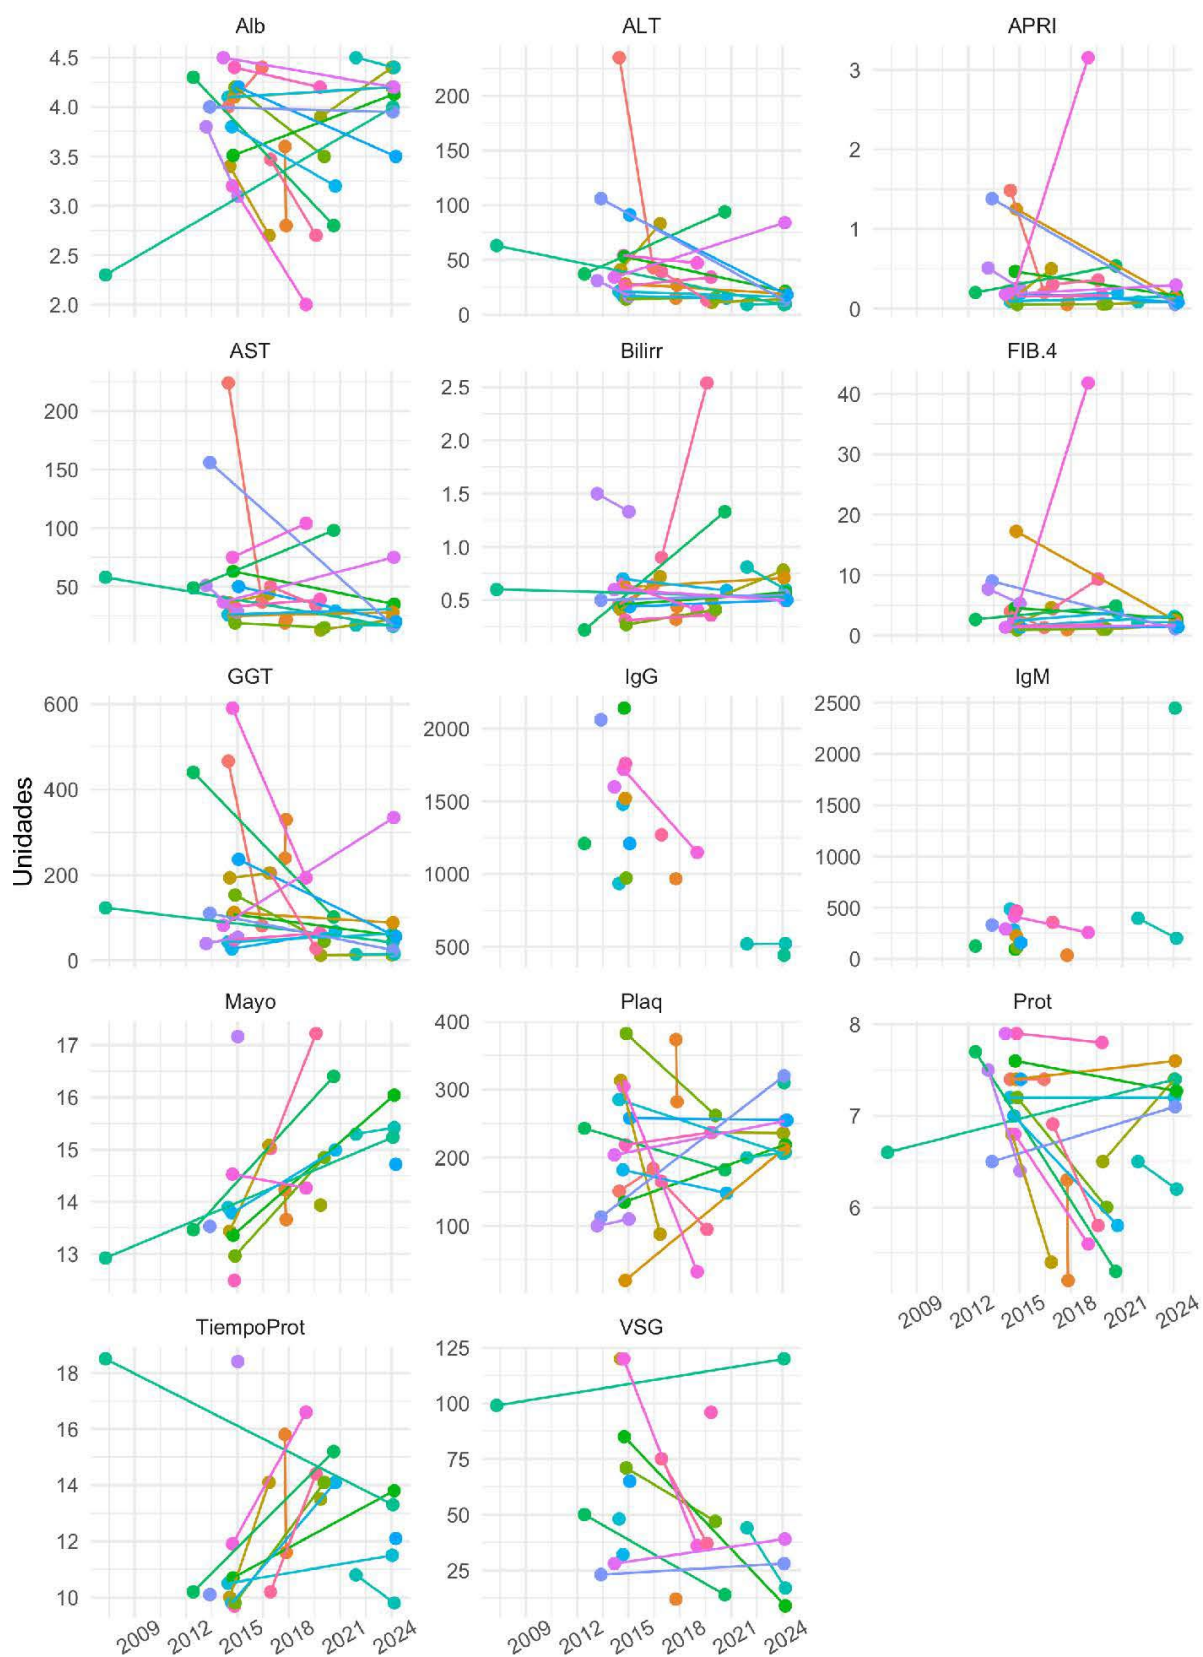 Alb ALT APRI
4.5 200 3
4.0 150 2
3.5 100 1
3.0 50 0
2.5 0
2.0
AST Bilirr FIB.4
200 2.5 40
150 2.0 30
100 1.5 20
50 1.0 10
0.5 0
GGT IgG IgM
600 2000 2500
400 1500 2000
200 1000 1500
0 500 1000
500
0
Unidades
Mayo Plaq Prot
17 400 8
16 300 7
15 200 6
14 100
13
2009 2012 2015 2018 2021 2024
TiempoProt VSG
18 125
16 100
14 75
12 50
10 25
2009 2012 2015 2018 2021 2024 2009 2012 2015 2018 2021 2024